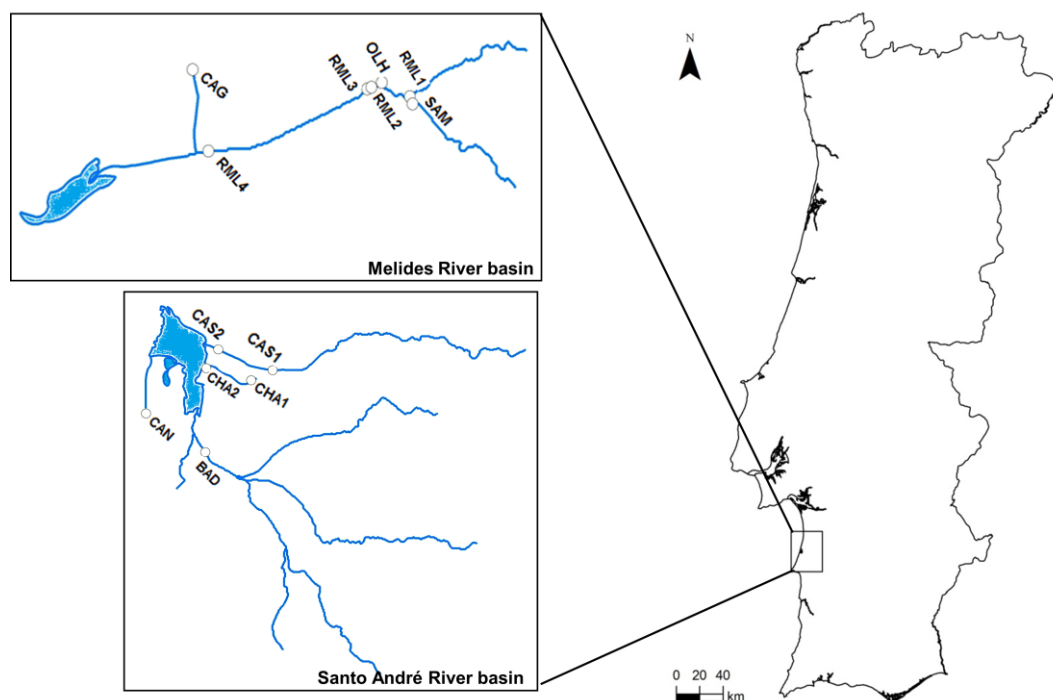 CAG
RML4
RML3
OLH
RML2
RML1
SAM
Melides River basin
CAS2
CAS1
CHA2
CHA1
CAN
BAD
Santo André River basin
N
0 20 40
km